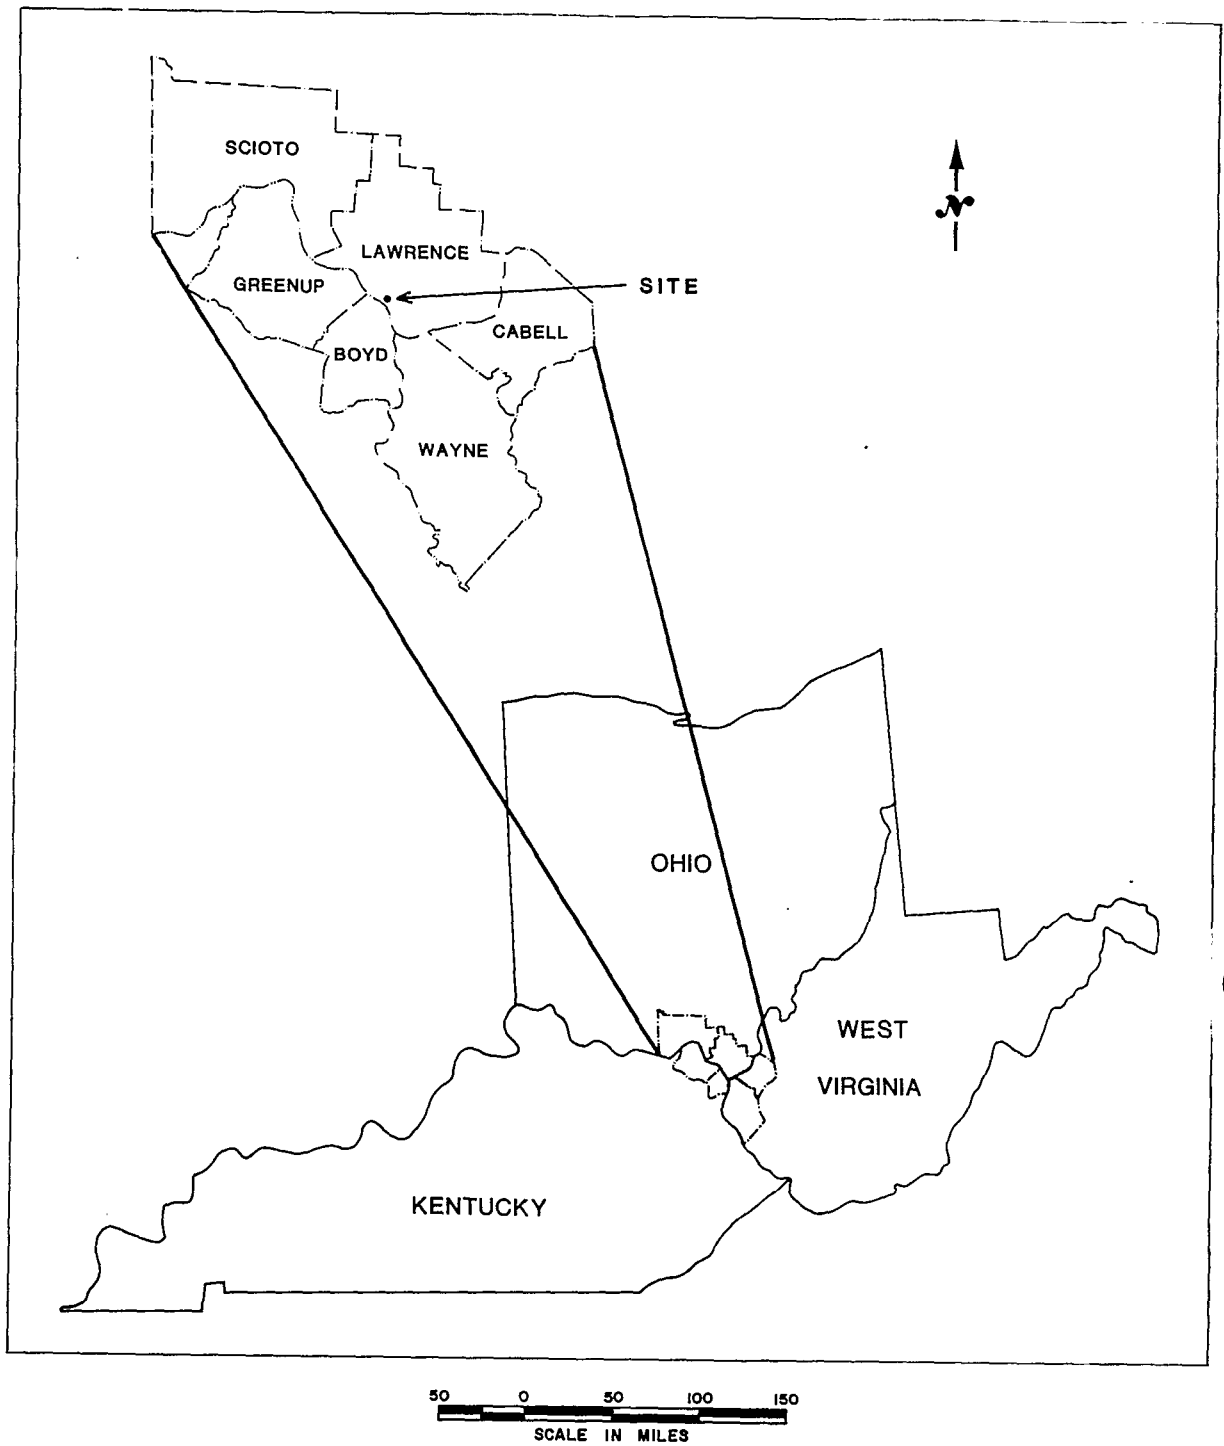 SCIOTO
N
LAWRENCE
GREENUP
SITE
CABELL
BOYD
WAYNE
OHIO
WEST
VIRGINIA
KENTUCKY
50 0 50 100 150
SCALE IN MILES